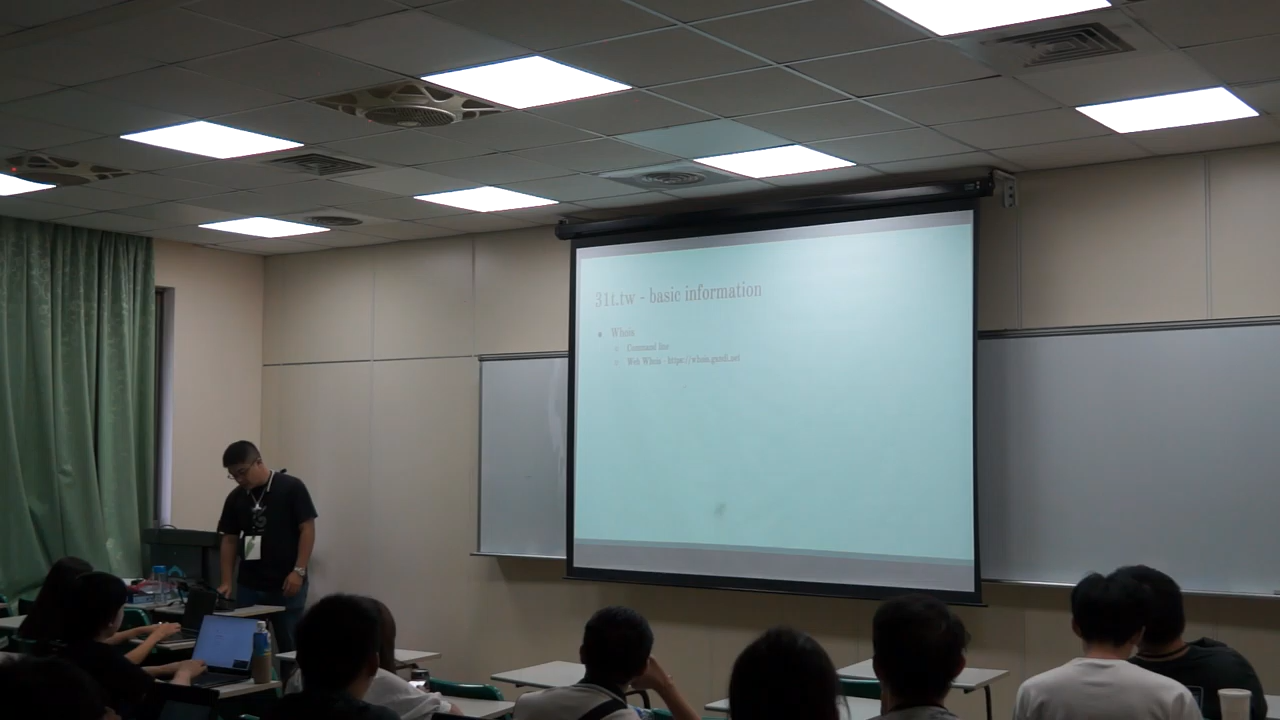 31t.tw - basic information
Whois
Command line
Web Whois - https://whois.gandi.net